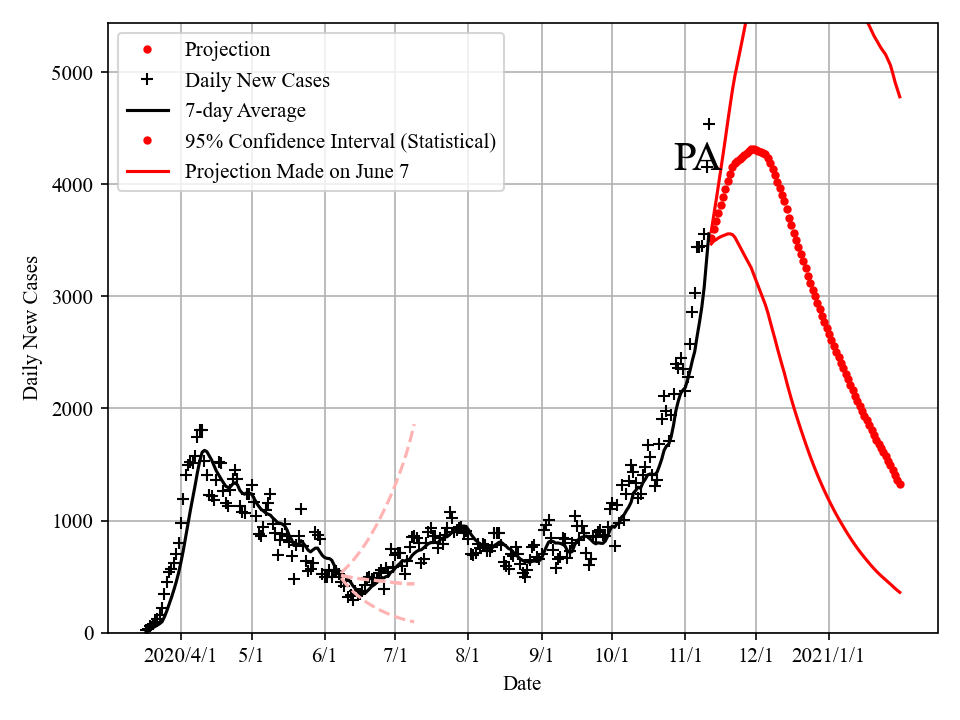 Projection
Daily New Cases
7-day Average
95% Confidence Interval (Statistical)
Projection Made on June 7
PA
5000
4000
3000
2000
1000
0
Daily New Cases
2020/4/1 5/1 6/1 7/1 8/1 9/1 10/1 11/1 12/1 2021/1/1
Date